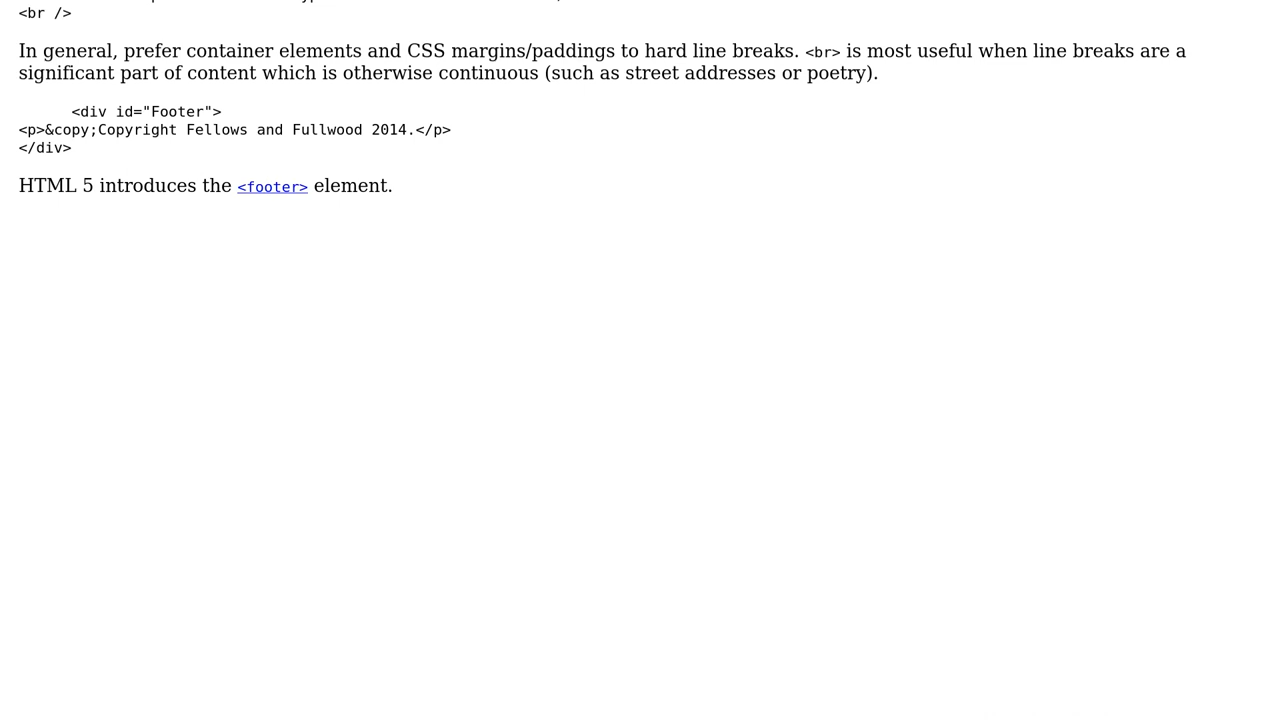 <br />
In general, prefer container elements and CSS margins/paddings to hard line breaks. <br> is most useful when line breaks are a
significant part of content which is otherwise continuous (such as street addresses or poetry).
<div id="Footer">
<p>&copy;Copyright Fellows and Fullwood 2014.</p>
</div>
HTML 5 introduces the <footer> element.